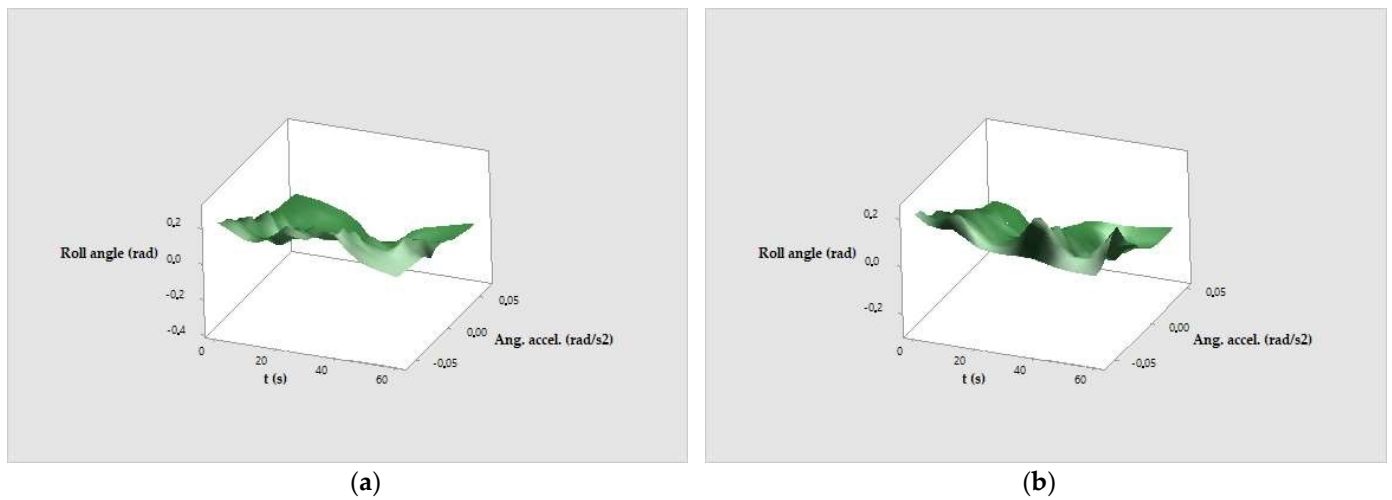 0.2
Roll angle (rad)
0.0
-0.2
-0.4
0
20
40
60
t (s)
0.05
0.00
-0.05
Ang. accel. (rad/s2)
(a)
0.2
Roll angle (rad)
0.0
-0.2
0
20
40
60
t (s)
0.05
0.00
-0.05
Ang. accel. (rad/s2)
(b)